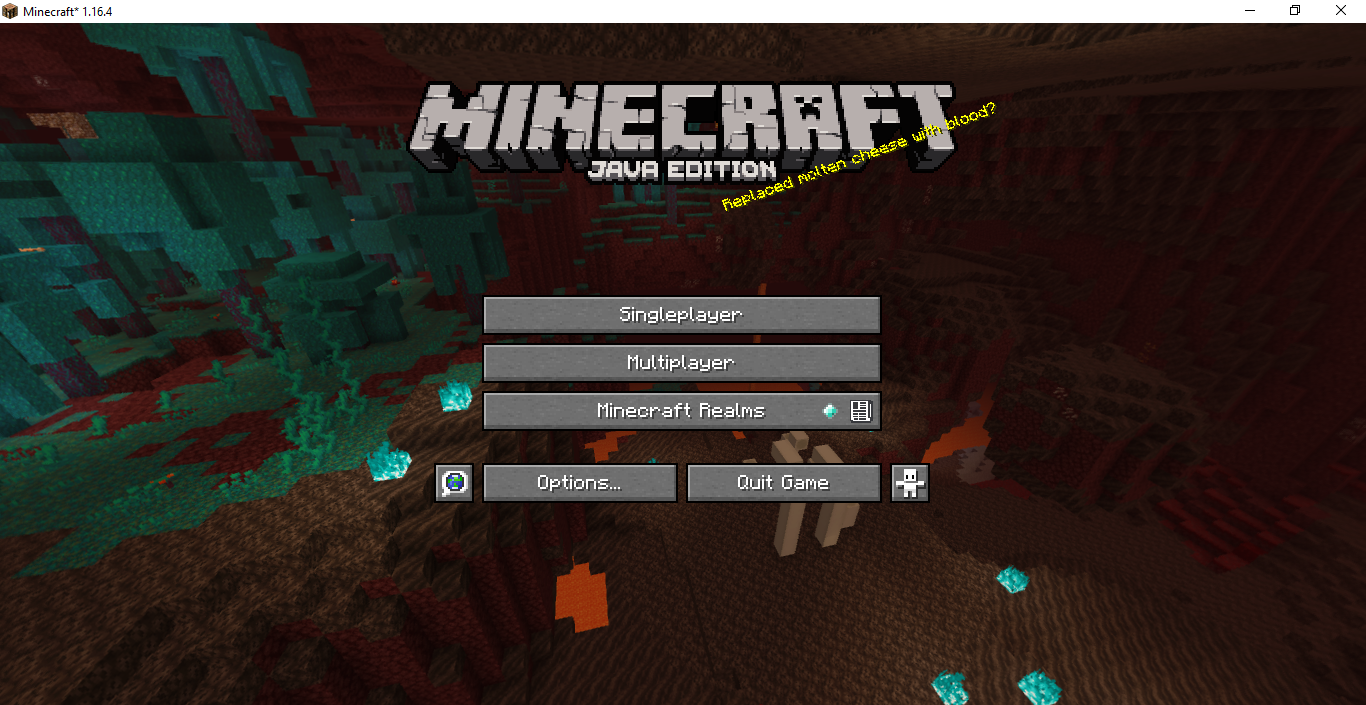 Minecraft* 1.16.4
MINECRAFT
JAVA EDITION
Replaced molten cheese with blood?
Singleplayer
Multiplayer
Minecraft Realms
Options...
Quit Game